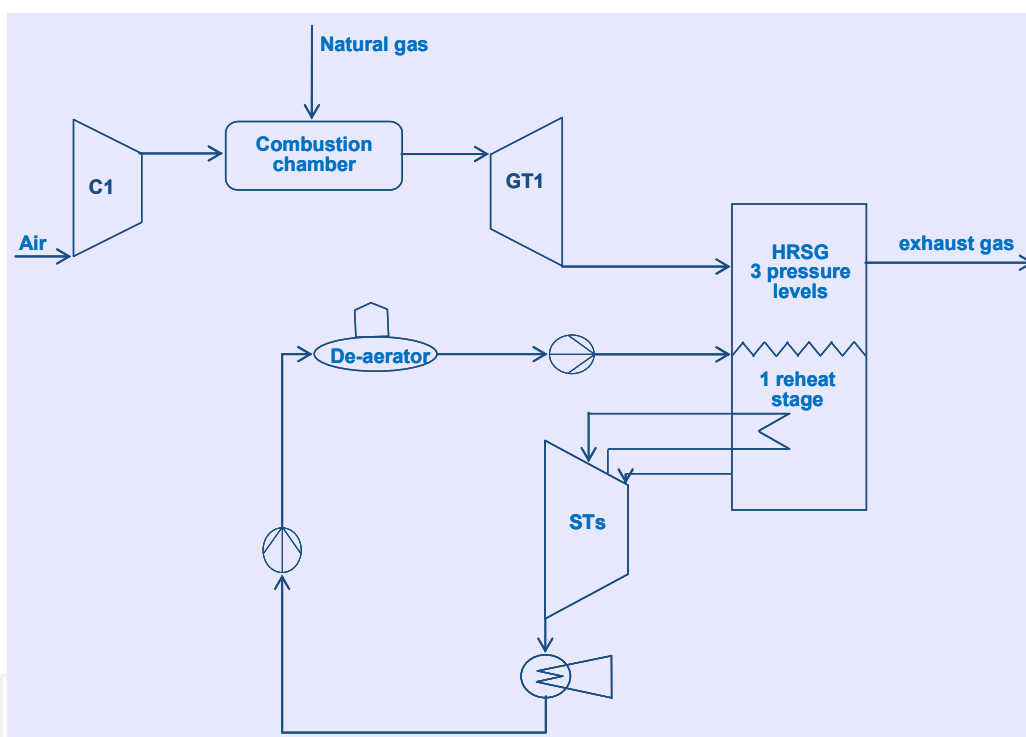 Natural gas
Combustion
chamber
C1
GT1
Air
HRSG
3 pressure
levels
exhaust gas
De-aerator
1 reheat
stage
STs